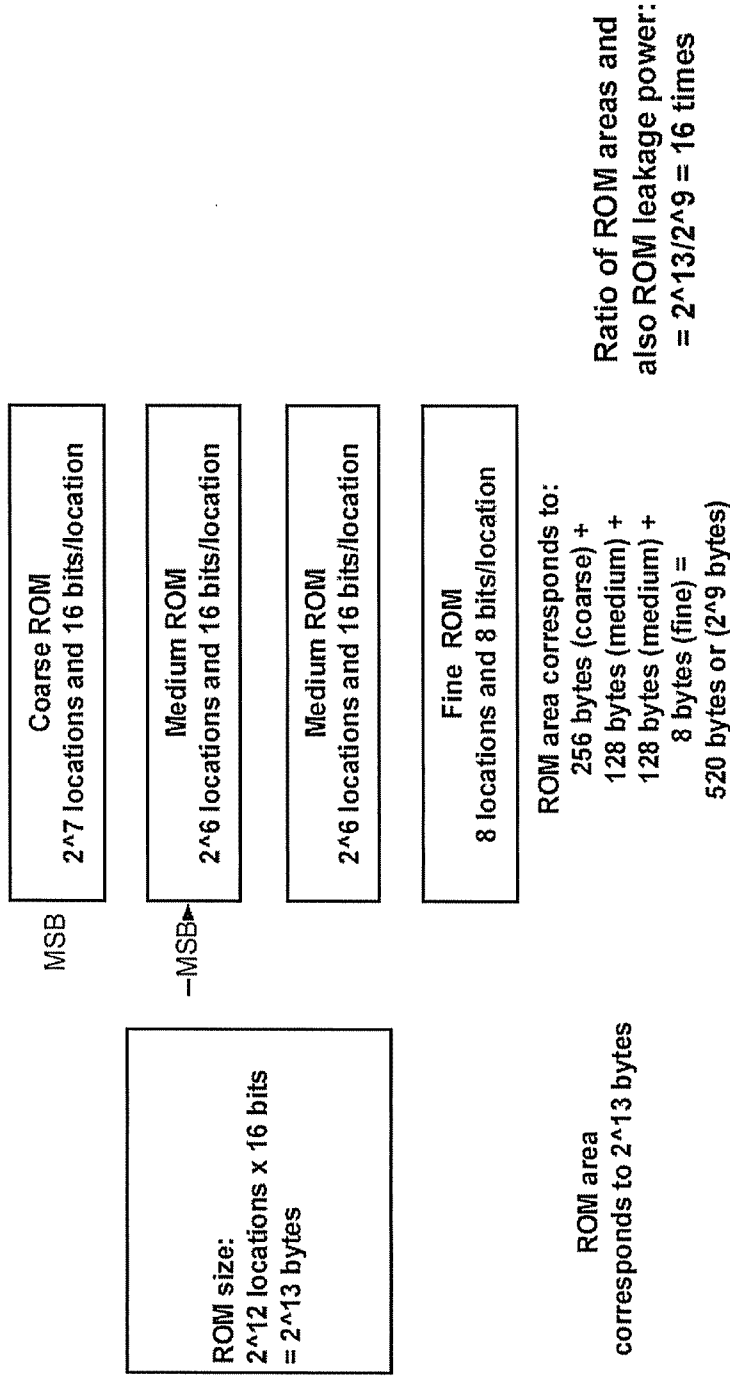 ROM size:
2^12 locations x 16 bits
= 2^13 bytes
ROM area
corresponds to 2^13 bytes
MSB
Coarse ROM
2^7 locations and 16 bits/location
–MSB
Medium ROM
2^6 locations and 16 bits/location
Medium ROM
2^6 locations and 16 bits/location
Fine ROM
8 locations and 8 bits/location
ROM area corresponds to:
256 bytes (coarse) +
128 bytes (medium) +
128 bytes (medium) +
8 byte (fine) =
520 bytes or (2^9 bytes)
Ratio of ROM areas and
also ROM leakage power:
= 2^13/2^9 = 16 times